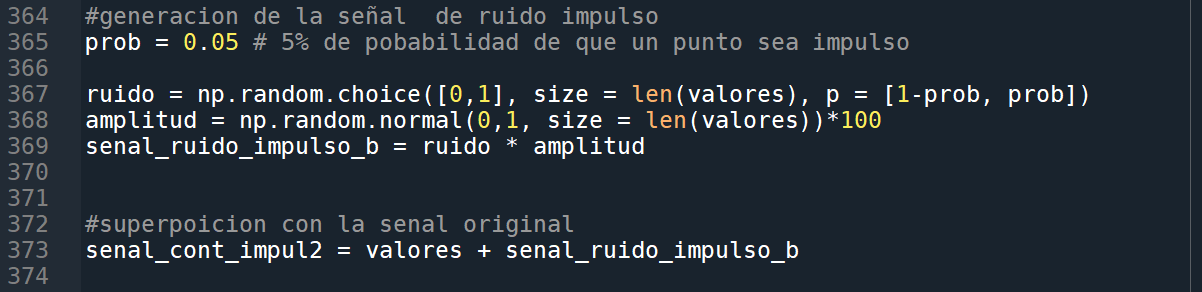 364 #generacion de la señal  de ruido impulso
365 prob = 0.05 # 5% de pobabilidad de que un punto sea impulso
366
367 ruido = np.random.choice([0,1], size = len(valores), p = [1-prob, prob])
368 amplitud = np.random.normal(0,1, size = len(valores))*100
369 senal_ruido_impulso_b = ruido * amplitud
370
371
372 #superpoicion con la senal original
373 senal_cont_impul2 = valores + senal_ruido_impulso_b
374